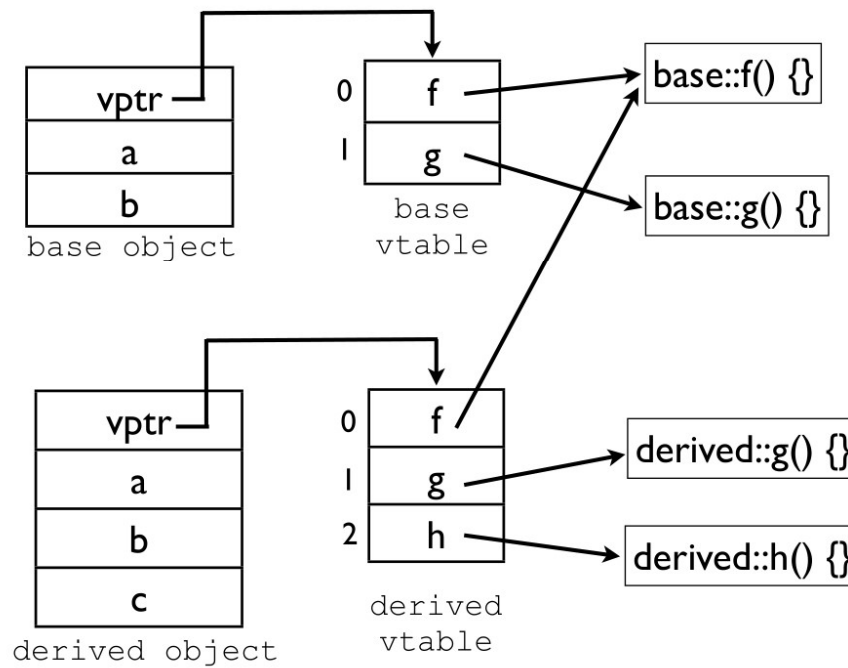 vptr
a
b
base object
0
f
1
g
base
vtable
base::f() {}
base::g() {}
vptr
a
b
c
derived object
0
f
1
g
2
h
derived
vtable
derived::g() {}
derived::h() {}